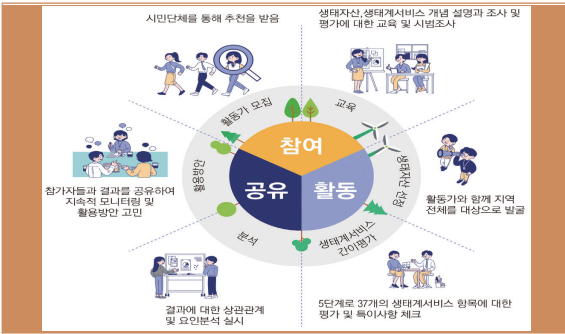 시민단체를 통해 추천을 받음
생태자산,생태계서비스 개념 설명과 조사 및
평가에 대한 교육 및 시범조사
활동가 모집
교육
참여
공유
활동
활용방안
생태자산 선정
분석
생태계서비스
간이평가
참가자들과 결과를 공유하여
지속적 모니터링 및
활용방안 고민
활동가와 함께 지역
전체를 대상으로 발굴
결과에 대한 상관관계
및 요인분석 실시
5단계로 37개의 생태계서비스 항목에 대한
평가 및 특이사항 체크